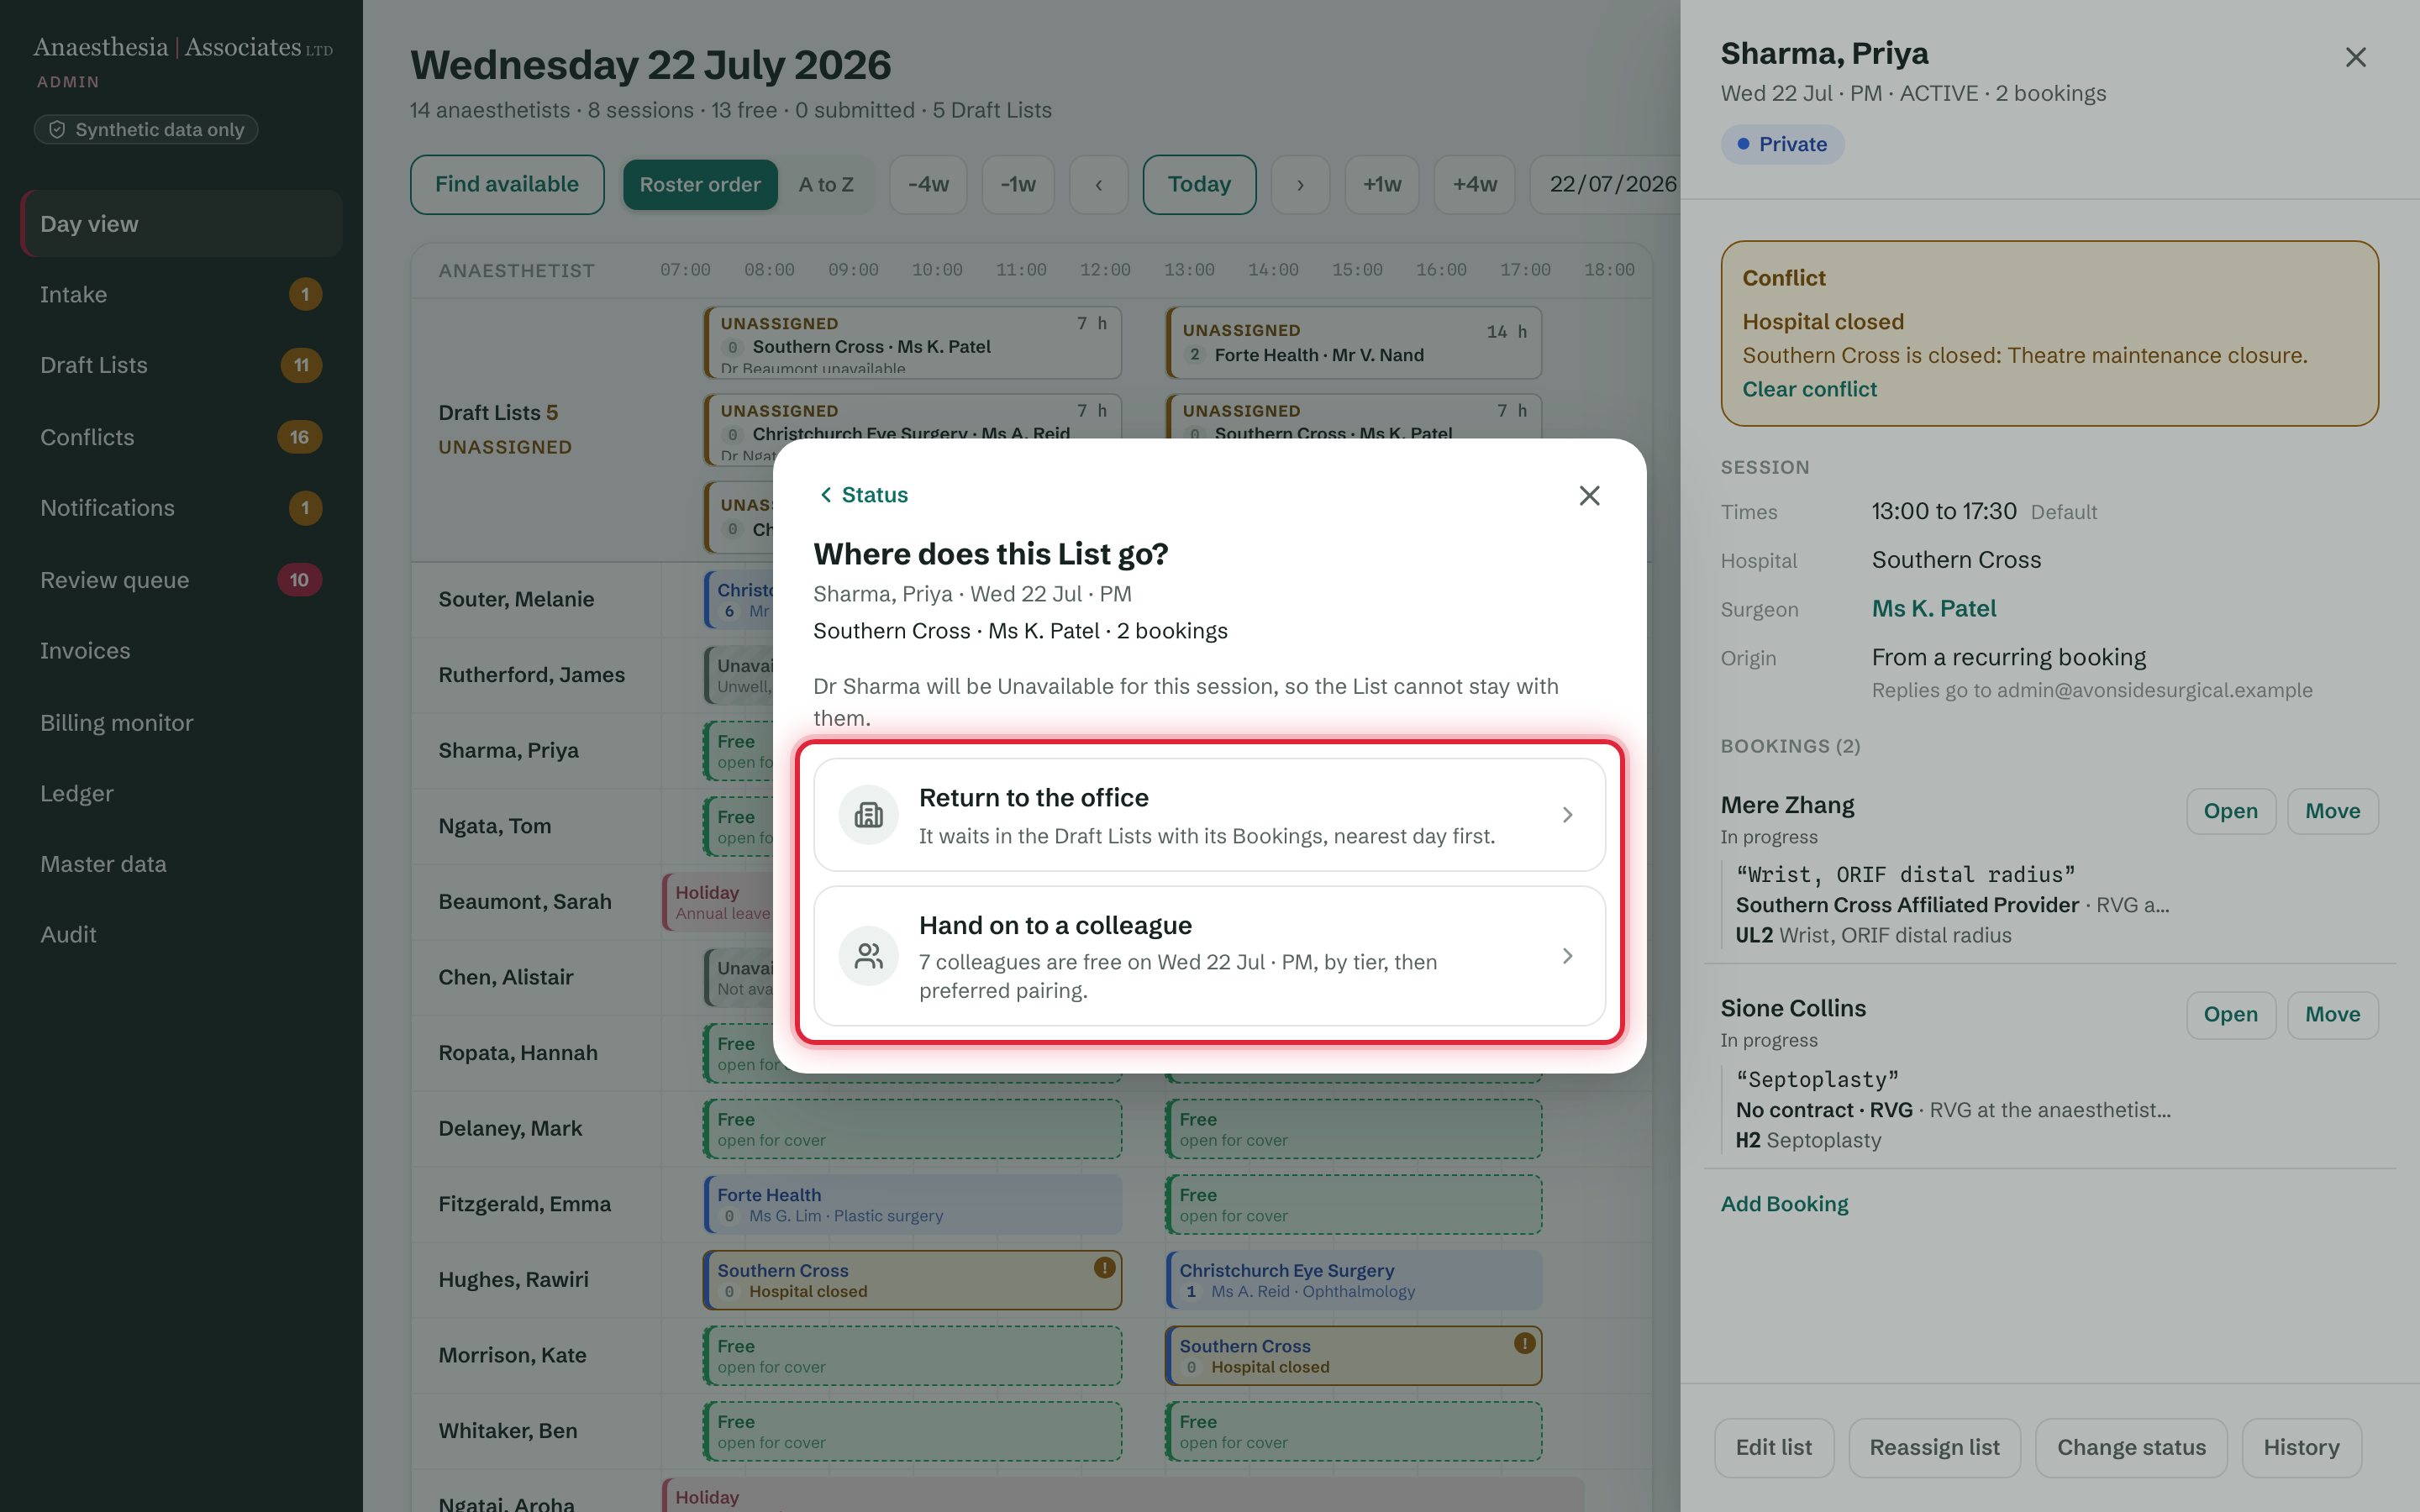 Anaesthesia | Associates LTD
ADMIN
Synthetic data only
Day view
Intake 1
Draft Lists 11
Conflicts 16
Notifications 1
Review queue 10
Invoices
Billing monitor
Ledger
Master data
Audit
Wednesday 22 July 2026
14 anaesthetists · 8 sessions · 13 free · 0 submitted · 5 Draft Lists
Find available Roster order A to Z -4w -1w ‹ Today › +1w +4w 22/07/2026
ANAESTHETIST 07:00 08:00 09:00 10:00 11:00 12:00 13:00 14:00 15:00 16:00 17:00 18:00
Draft Lists 5
UNASSIGNED
UNASSIGNED 7 h
0 Southern Cross · Ms K. Patel
Dr Beaumont unavailable
UNASSIGNED 14 h
2 Forte Health · Mr V. Nand
UNASSIGNED 7 h
0 Christchurch Eye Surgery · Ms A. Reid
UNASSIGNED 7 h
0 Southern Cross · Ms K. Patel
0
Souter, Melanie
6 Mr
Rutherford, James
Unwell,
Sharma, Priya
Free
Ngata, Tom
Free
Beaumont, Sarah
Holiday
Annual leave
Chen, Alistair
Ropata, Hannah
Free
open for
Delaney, Mark
Free
open for cover
Free
open for cover
Fitzgerald, Emma
Forte Health
0 Ms G. Lim · Plastic surgery
Free
open for cover
Hughes, Rawiri
Southern Cross !
0 Hospital closed
Christchurch Eye Surgery
1 Ms A. Reid · Ophthalmology
Morrison, Kate
Free
open for cover
Southern Cross !
0 Hospital closed
Whitaker, Ben
Free
open for cover
Free
open for cover
Ngatai, Aroha
Holiday
Status
Where does this List go?
Sharma, Priya · Wed 22 Jul · PM
Southern Cross · Ms K. Patel · 2 bookings
Dr Sharma will be Unavailable for this session, so the List cannot stay with
them.
Return to the office
It waits in the Draft Lists with its Bookings, nearest day first.
Hand on to a colleague
7 colleagues are free on Wed 22 Jul · PM, by tier, then
preferred pairing.
Sharma, Priya
Wed 22 Jul · PM · ACTIVE · 2 bookings
Private
Conflict
Hospital closed
Southern Cross is closed: Theatre maintenance closure.
Clear conflict
SESSION
Times 13:00 to 17:30 Default
Hospital Southern Cross
Surgeon Ms K. Patel
Origin From a recurring booking
Replies go to admin@avonsidesurgical.example
BOOKINGS (2)
Mere Zhang Open Move
In progress
“Wrist, ORIF distal radius”
Southern Cross Affiliated Provider · RVG a...
UL2 Wrist, ORIF distal radius
Sione Collins Open Move
In progress
“Septoplasty”
No contract · RVG · RVG at the anaesthetist...
H2 Septoplasty
Add Booking
Edit list Reassign list Change status History